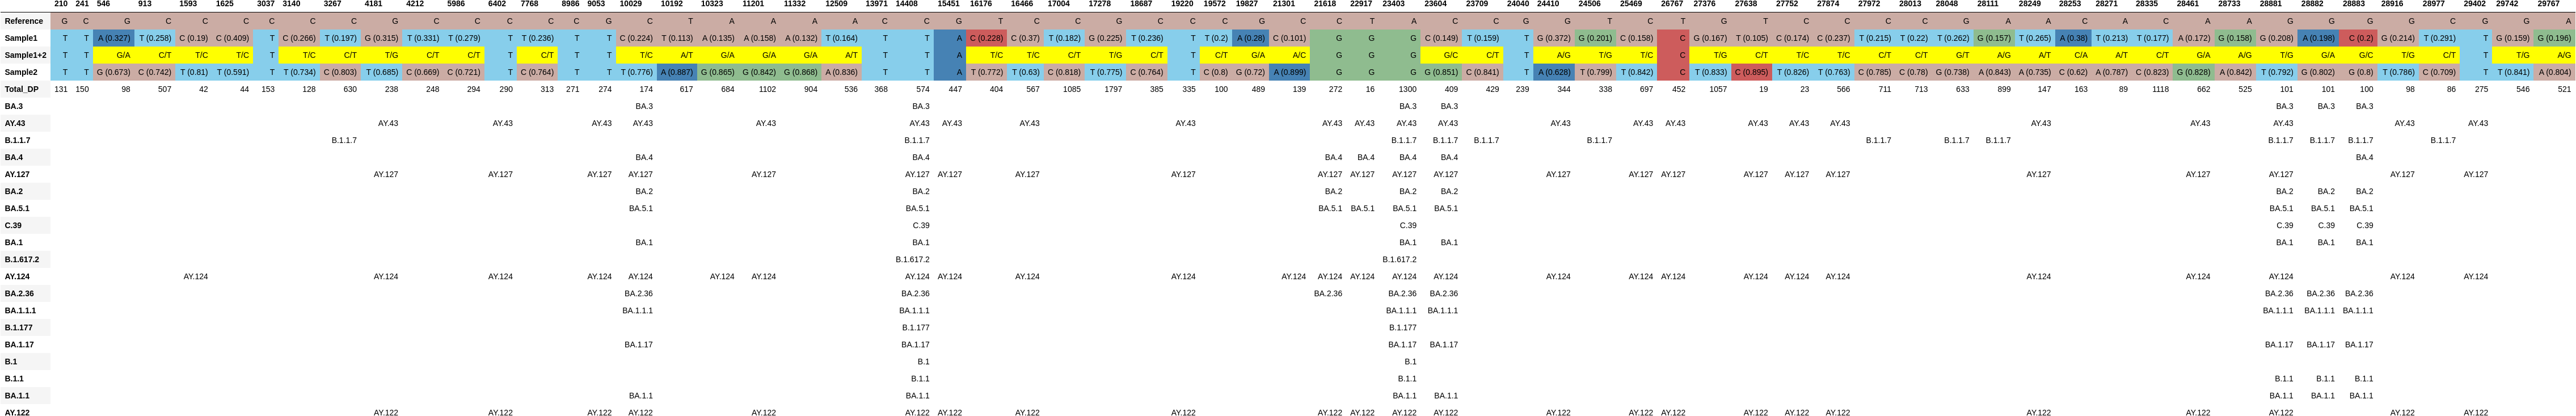 210 241 546 913 1593 1625 3037 3140 3267 4181 4212 5986 6402 7768 8986 9053 10029 10192 10323 11201 11332 12509 13971 14408 15451 16176 16466 17004 17278 18687 19220 19572 19827 21301 21618 22917 23403 23604 23709 24040 24410 24506 25469 26767 27376 27638 27752 27874 27972 28013 28048 28111 28249 28253 28271 28335 28461 28733 28881 28882 28883 28916 28977 29402 29742 29767
Reference G C G C C C C C C G C C C C C G C T A A A A C C G T C C G C C C G C C T A C C G G T C T G T C C C C G A A C A C A A G G G G C G G A
Sample1 T T A (0.327) T (0.258) C (0.19) C (0.409) T C (0.266) T (0.197) G (0.315) T (0.331) T (0.279) T T (0.236) T T C (0.224) T (0.113) A (0.135) A (0.158) A (0.132) T (0.164) T T A C (0.228) C (0.37) T (0.182) G (0.225) T (0.236) T T (0.2) A (0.28) C (0.101) G G G C (0.149) T (0.159) T G (0.372) G (0.201) C (0.158) C G (0.167) T (0.105) C (0.174) C (0.237) T (0.215) T (0.22) T (0.262) G (0.157) T (0.265) A (0.38) T (0.213) T (0.177) A (0.172) G (0.158) G (0.208) A (0.198) C (0.2) G (0.214) T (0.291) T G (0.159) G (0.196)
Sample1+2 T T G/A C/T T/C T/C T T/C C/T T/G C/T C/T T C/T T T T/C A/T G/A G/A G/A A/T T T A T/C T/C C/T T/G C/T T C/T G/A A/C G G G G/C C/T T A/G T/G T/C C T/G C/T T/C T/C C/T C/T G/T A/G A/T C/A A/T C/T G/A A/G T/G G/A G/C T/G C/T T T/G A/G
Sample2 T T G (0.673) C (0.742) T (0.81) T (0.591) T T (0.734) C (0.803) T (0.685) C (0.669) C (0.721) T C (0.764) T T T (0.776) A (0.887) G (0.865) G (0.842) G (0.868) A (0.836) T T A T (0.772) T (0.63) C (0.818) T (0.775) C (0.764) T C (0.8) G (0.72) A (0.899) G G G G (0.851) C (0.841) T A (0.628) T (0.799) T (0.842) C T (0.833) C (0.895) T (0.826) T (0.763) C (0.785) C (0.78) G (0.738) A (0.843) A (0.735) C (0.62) A (0.787) C (0.823) G (0.828) A (0.842) T (0.792) G (0.802) G (0.8) T (0.786) C (0.709) T T (0.841) A (0.804)
Total_DP 131 150 98 507 42 44 153 128 630 238 248 294 290 313 271 274 174 617 684 1102 904 536 368 574 447 404 567 1085 1797 385 335 100 489 139 272 16 1300 409 429 239 344 338 697 452 1057 19 23 566 711 713 633 899 147 163 89 1118 662 525 101 101 100 98 86 275 546 521
BA.3 BA.3 BA.3 BA.3 BA.3 BA.3 BA.3 BA.3
AY.43 AY.43 AY.43 AY.43 AY.43 AY.43 AY.43 AY.43 AY.43 AY.43 AY.43 AY.43 AY.43 AY.43 AY.43 AY.43 AY.43 AY.43 AY.43 AY.43 AY.43 AY.43 AY.43 AY.43 AY.43
B.1.1.7 B.1.1.7 B.1.1.7 B.1.1.7 B.1.1.7 B.1.1.7 B.1.1.7 B.1.1.7 B.1.1.7 B.1.1.7 B.1.1.7 B.1.1.7 B.1.1.7 B.1.1.7
BA.4 BA.4 BA.4 BA.4 BA.4 BA.4 BA.4 BA.4
AY.127 AY.127 AY.127 AY.127 AY.127 AY.127 AY.127 AY.127 AY.127 AY.127 AY.127 AY.127 AY.127 AY.127 AY.127 AY.127 AY.127 AY.127 AY.127 AY.127 AY.127 AY.127 AY.127 AY.127 AY.127
BA.2 BA.2 BA.2 BA.2 BA.2 BA.2 BA.2 BA.2 BA.2
BA.5.1 BA.5.1 BA.5.1 BA.5.1 BA.5.1 BA.5.1 BA.5.1 BA.5.1 BA.5.1 BA.5.1
C.39 C.39 C.39 C.39 C.39 C.39
BA.1 BA.1 BA.1 BA.1 BA.1 BA.1 BA.1 BA.1
B.1.617.2 B.1.617.2 B.1.617.2
AY.124 AY.124 AY.124 AY.124 AY.124 AY.124 AY.124 AY.124 AY.124 AY.124 AY.124 AY.124 AY.124 AY.124 AY.124 AY.124 AY.124 AY.124 AY.124 AY.124 AY.124 AY.124 AY.124 AY.124 AY.124 AY.124 AY.124 AY.124
BA.2.36 BA.2.36 BA.2.36 BA.2.36 BA.2.36 BA.2.36 BA.2.36 BA.2.36 BA.2.36
BA.1.1.1 BA.1.1.1 BA.1.1.1 BA.1.1.1 BA.1.1.1 BA.1.1.1 BA.1.1.1 BA.1.1.1
B.1.177 B.1.177 B.1.177
BA.1.17 BA.1.17 BA.1.17 BA.1.17 BA.1.17 BA.1.17 BA.1.17 BA.1.17
B.1 B.1 B.1
B.1.1 B.1.1 B.1.1 B.1.1 B.1.1 B.1.1
BA.1.1 BA.1.1 BA.1.1 BA.1.1 BA.1.1 BA.1.1 BA.1.1 BA.1.1
AY.122 AY.122 AY.122 AY.122 AY.122 AY.122 AY.122 AY.122 AY.122 AY.122 AY.122 AY.122 AY.122 AY.122 AY.122 AY.122 AY.122 AY.122 AY.122 AY.122 AY.122 AY.122 AY.122 AY.122 AY.122